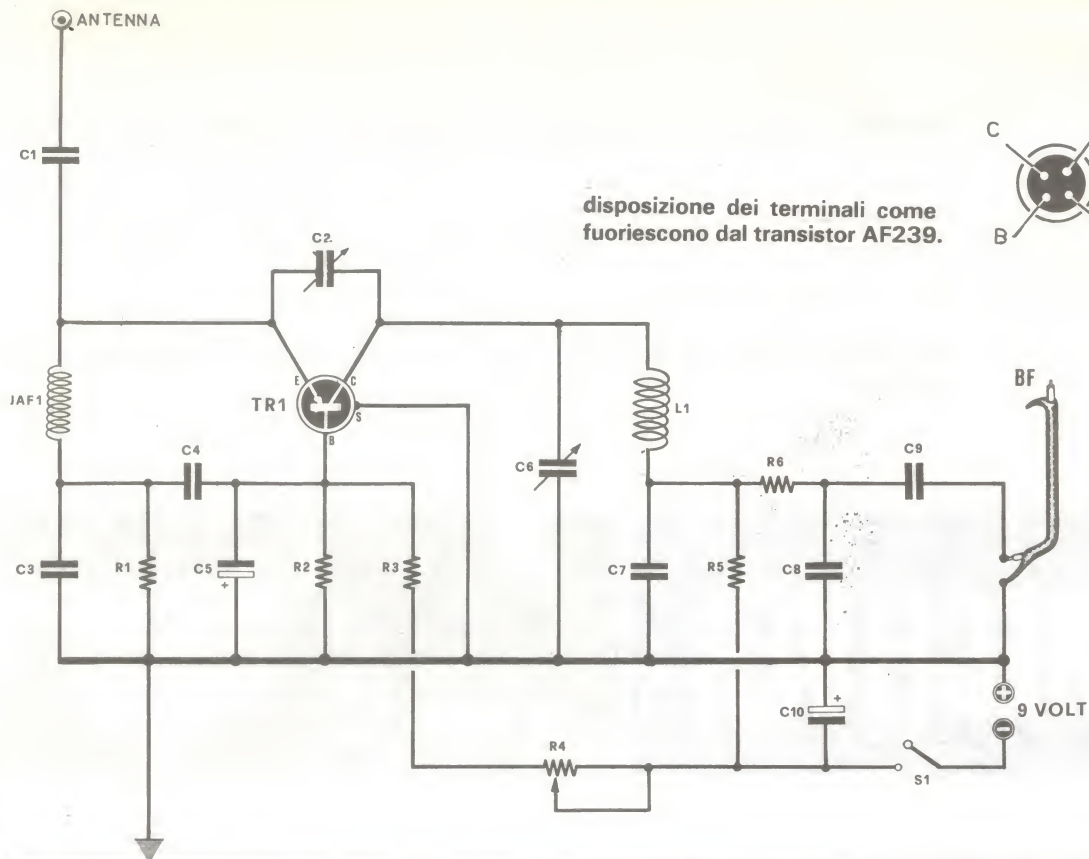 ANTENNA
C1
C
disposizione dei terminali come
fuoriescono dal transistor AF239.
B
C2
E
C
JAF1
TR1
S
BF
B
L1
C4
C6
R6
C9
C3
R1
C5
+
R2
R3
C7
R5
C8
+
C10
+
9 VOLT
-
R4
S1